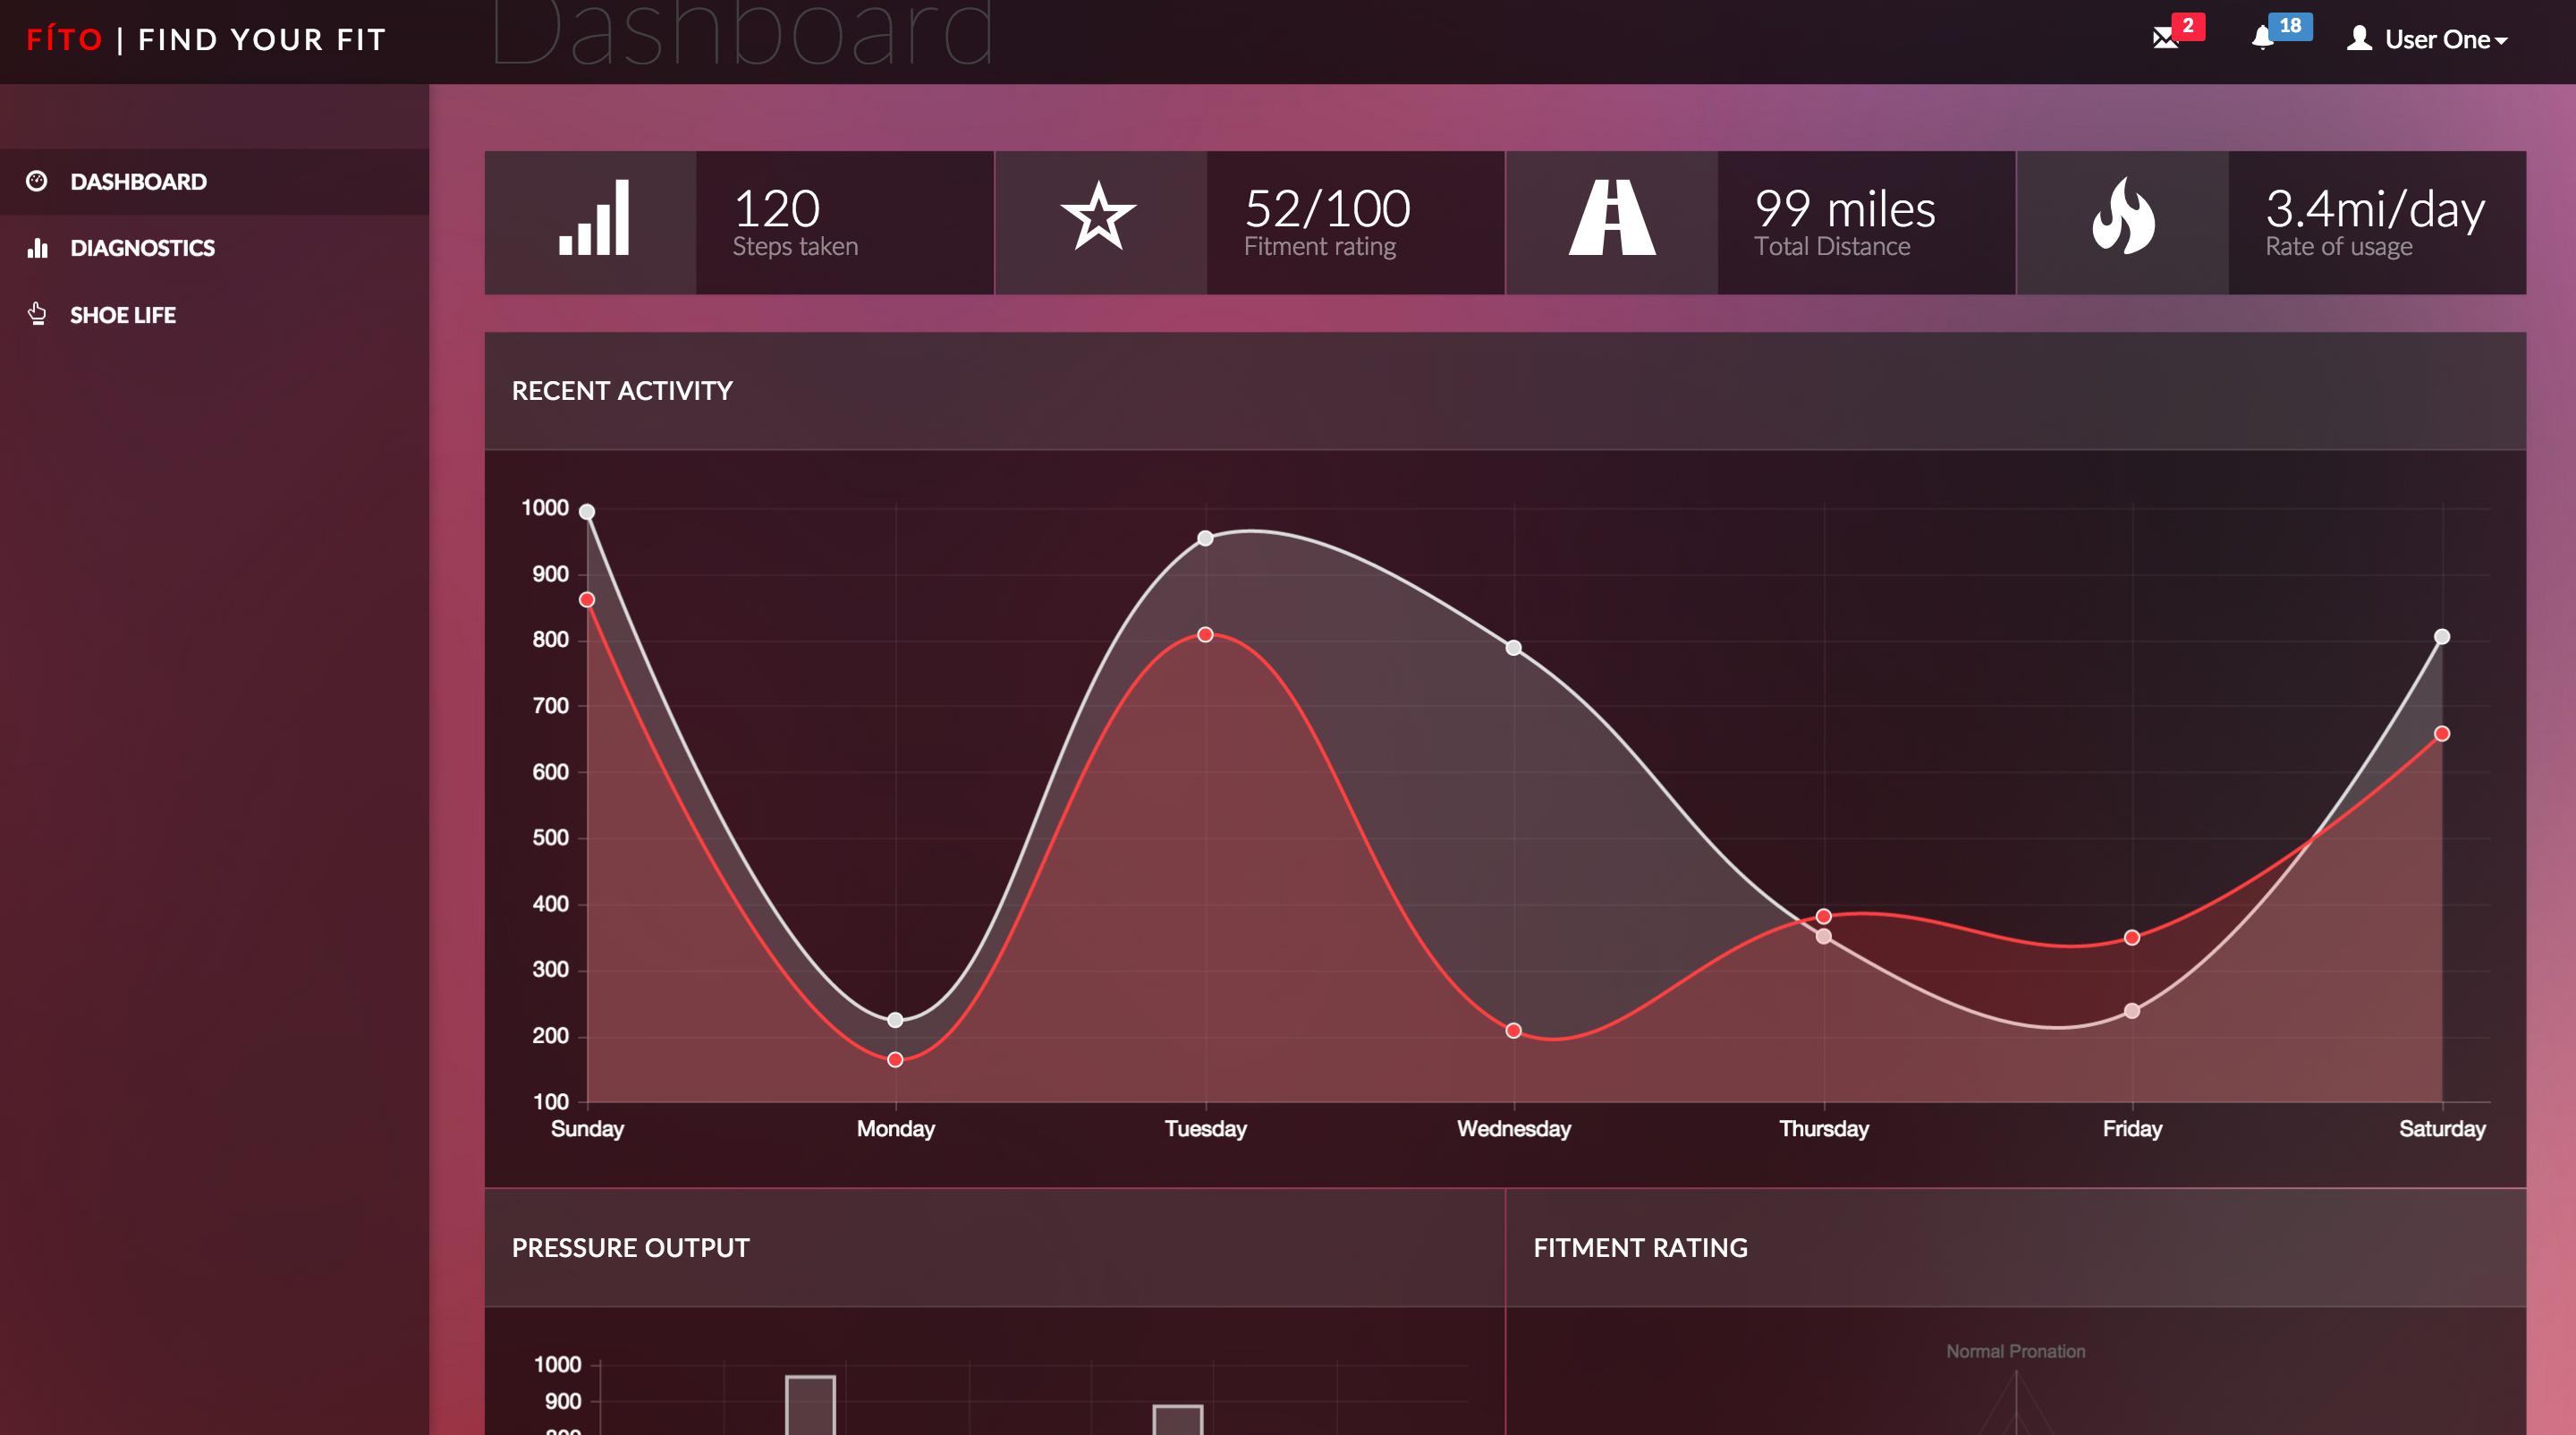 FÍTO | FIND YOUR FIT
Dashboard
2
18
User One
DASHBOARD
DIAGNOSTICS
SHOE LIFE
120
Steps taken
52/100
Fitment rating
99 miles
Total Distance
3.4mi/day
Rate of usage
RECENT ACTIVITY
1000
900
800
700
600
500
400
300
200
100
Sunday Monday Tuesday Wednesday Thursday Friday Saturday
PRESSURE OUTPUT
1000
900
FITMENT RATING
Normal Pronation